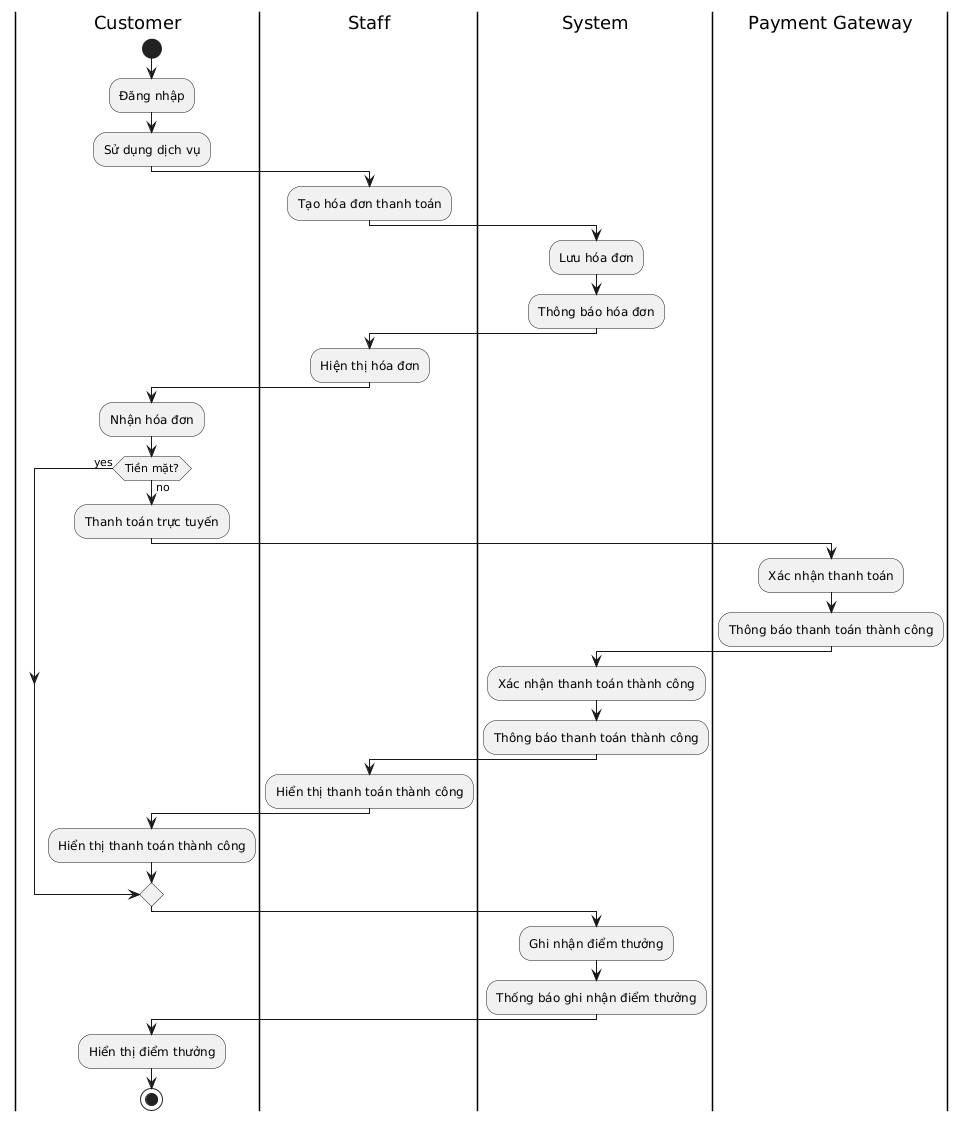 Customer
Staff
System
Payment Gateway
Đăng nhập
Sử dụng dịch vụ
Tạo hóa đơn thanh toán
Lưu hóa đơn
Thông báo hóa đơn
Hiện thị hóa đơn
Nhận hóa đơn
yes
Tiền mặt?
no
Thanh toán trực tuyến
Xác nhận thanh toán
Thông báo thanh toán thành công
Xác nhận thanh toán thành công
Thông báo thanh toán thành công
Hiển thị thanh toán thành công
Hiển thị thanh toán thành công
Ghi nhận điểm thưởng
Thống báo ghi nhận điểm thưởng
Hiển thị điểm thưởng